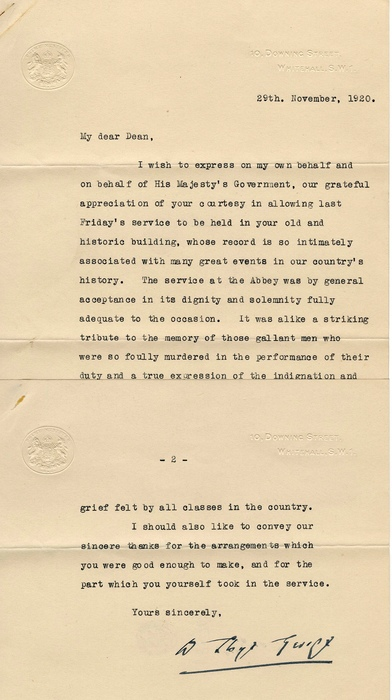 10, Downing Street,
Whitehall, S.W.1.
29th. November, 1920.
My dear Dean,
I wish to express on my own behalf and
on behalf of His Majesty's Goverment, our grateful
appreciation of your courtesy in allowing last
Friday's service to be held in your old and
historic building, whose record is so intimately
associated with many great events in our country's
history. The service at the Abbey was by general
acceptance in its dignity and solemnity fully
adequate to the occasion. It was alike a striking
tribute to the memory of those gallant men who
were so foully murdered in the performance of their
duty and a true expression of the indignation and
10, Downing Street,
Whitehall, S.W.1.
- 2 -
grief felt by all classes in the country.
I should also like to convey our
sincere thanks for the arrangements which
you were good enough to make, and for the
part which you yourself took in the service.
Yours sincerely,
D Lloyd George